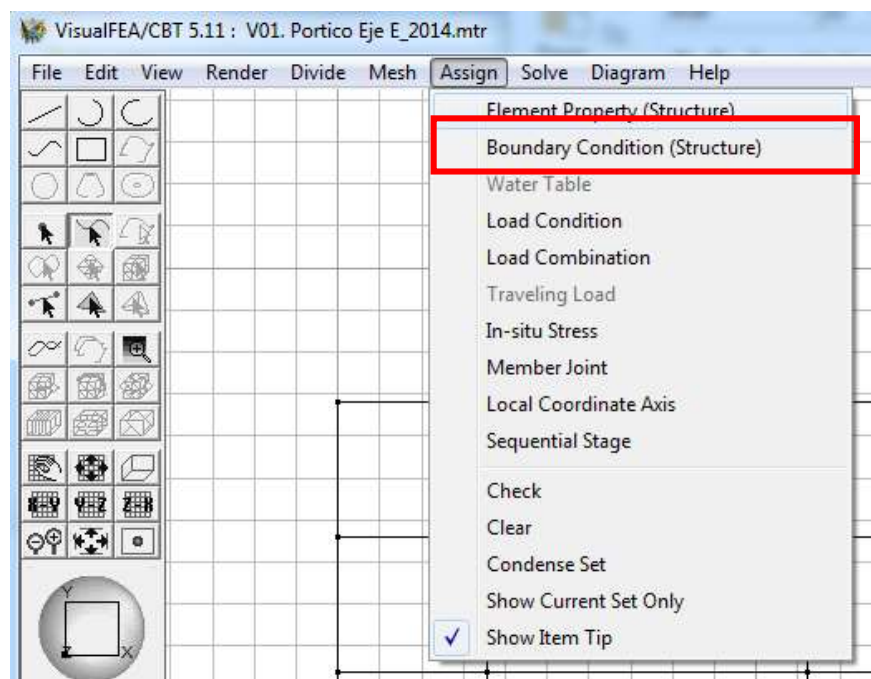 VisualFEA/CBT 5.11 : V01. Portico Eje E_2014.mtr
File Edit View Render Divide Mesh Assign Solve Diagram Help
Element Property (Structure)
Boundary Condition (Structure)
Water Table
Load Condition
Load Combination
Traveling Load
In-situ Stress
Member Joint
Local Coordinate Axis
Sequential Stage
Check
Clear
Condense Set
Show Current Set Only
Show Item Tip
X-Y Y-Z Z-X
Y
Z X